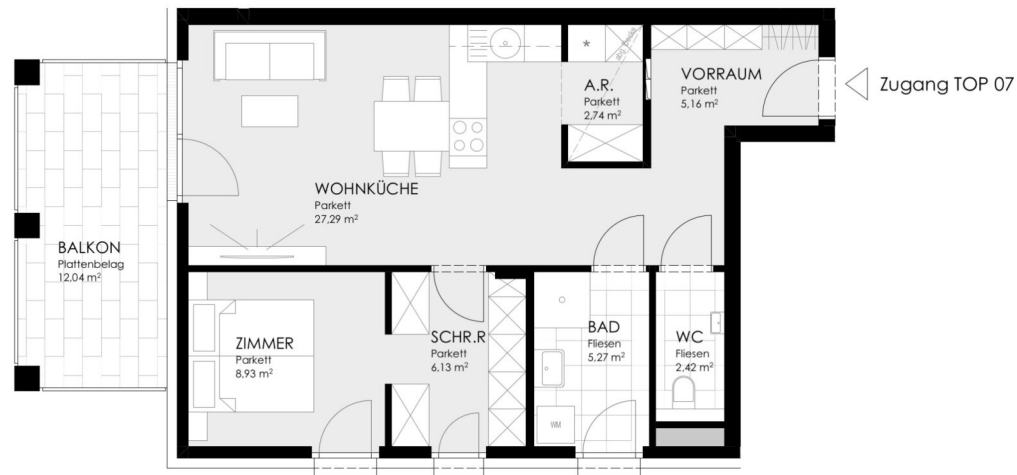 abg. Decke
*
A.R.
Parkett
2,74 m²
VORRAUM
Parkett
5,16 m²
Zugang TOP 07
WOHNKÜCHE
Parkett
27,29 m²
BALKON
Plattenbelag
12,04 m²
ZIMMER
Parkett
8,93 m²
SCHR.R
Parkett
6,13 m²
BAD
Fliesen
5,27 m²
WC
Fliesen
2,42 m²
WM